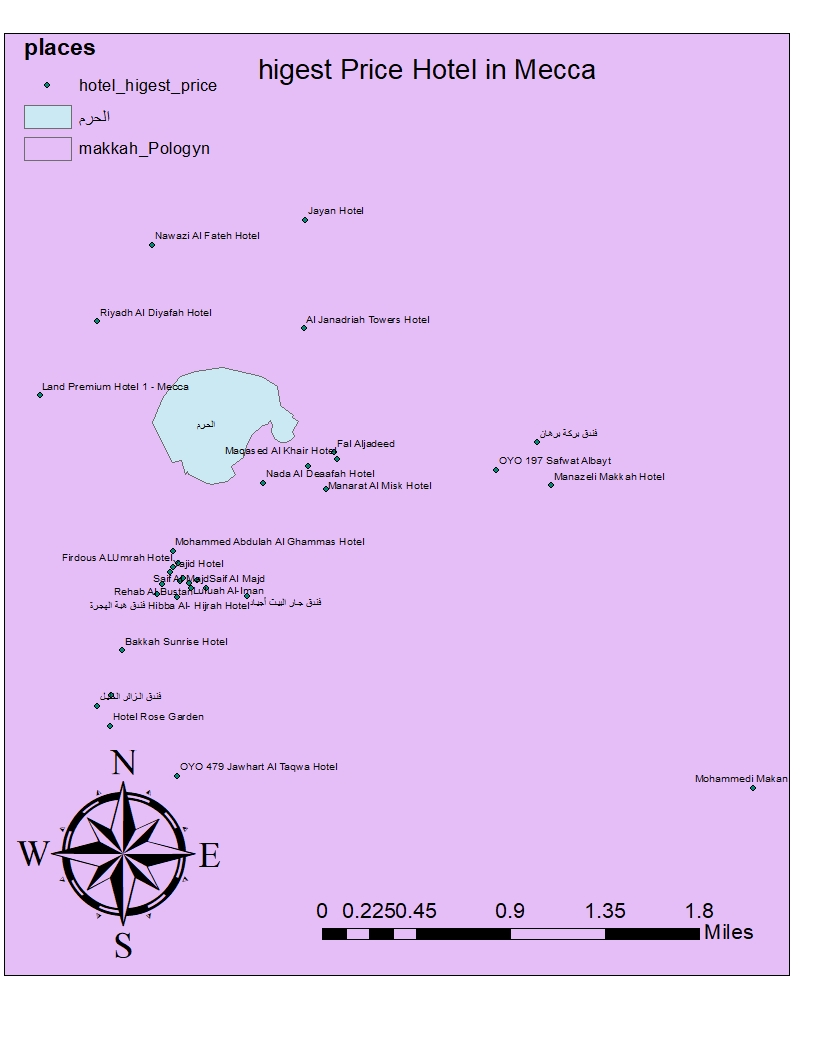 places
higest Price Hotel in Mecca
hotel_higest_price
الحرم
makkah_Pologyn
Jayan Hotel
Nawazi Al Fateh Hotel
Riyadh Al Diyafah Hotel
Al Janadriah Towers Hotel
Land Premium Hotel 1 - Mecca
الحرم
فندق بركة برهان
Fal Aljadeed
Maqased Al Khair Hotel
OYO 197 Safwat Albayt
Nada Al Deaafah Hotel
Manazeli Makkah Hotel
Manarat Al Misk Hotel
Mohammed Abdulah Al Ghammas Hotel
Firdous ALUmrah Hotel
Majid Hotel
Saif Al Majd
Saif Al Majd
Rehab Al Bustan
Luluah Al-Iman
فندق هبة الهجرة Hibba Al- Hijrah Hotel
فندق جار البيت أجياد
Bakkah Sunrise Hotel
فندق الزائر
Hotel Rose Garden
OYO 479 Jawhart Al Taqwa Hotel
Mohammedi Makan
N
W
E
S
0 0.225 0.45 0.9 1.35 1.8
Miles